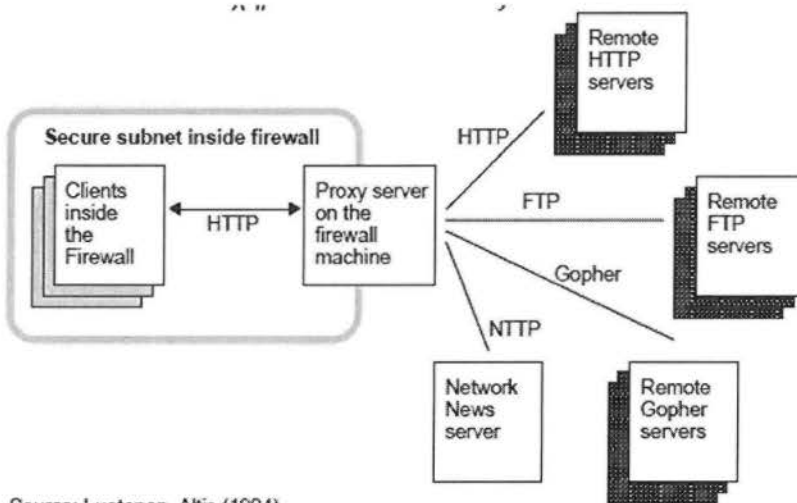 Remote
HTTP
servers
Secure subnet inside firewall
HTTP
Clients
inside
the
Firewall
HTTP
Proxy server
on the
firewall
machine
FTP
Remote
FTP
servers
Gopher
NTTP
Network
News
server
Remote
Gopher
servers
(1994)